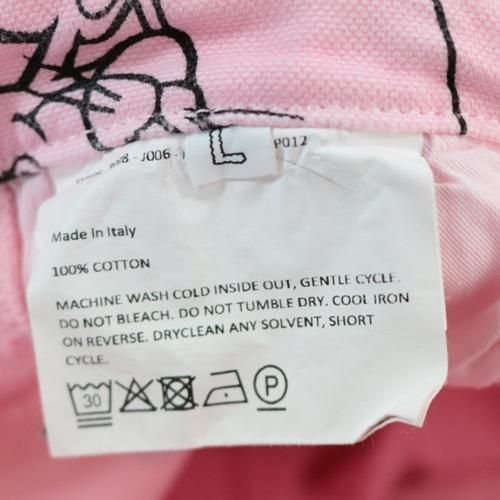 - J006 -
P012
L
Made in Italy
100% COTTON
MACHINE WASH COLD INSIDE OUT, GENTLE CYCLE.
DO NOT BLEACH. DO NOT TUMBLE DRY. COOL IRON
ON REVERSE. DRYCLEAN ANY SOLVENT, SHORT
CYCLE.
30 P